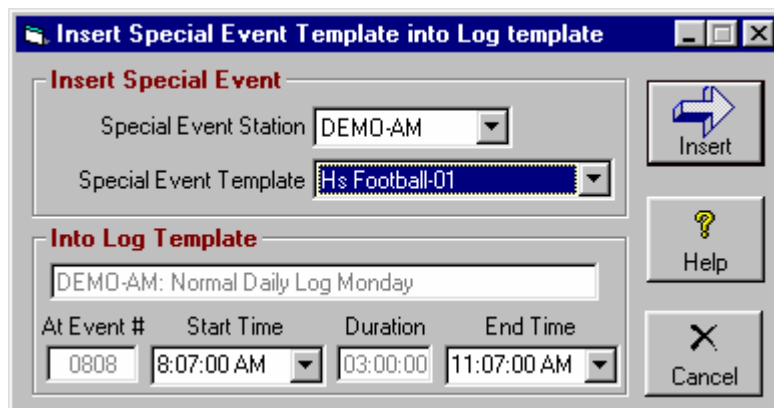 Insert Special Event Template into Log template
Insert Special Event
Special Event Station DEMO-AM
Special Event Template Hs Football-01
Insert
Help
Cancel
Into Log Template
DEMO-AM: Normal Daily Log Monday
At Event # Start Time Duration End Time
0808 8:07:00 AM 03:00:00 11:07:00 AM